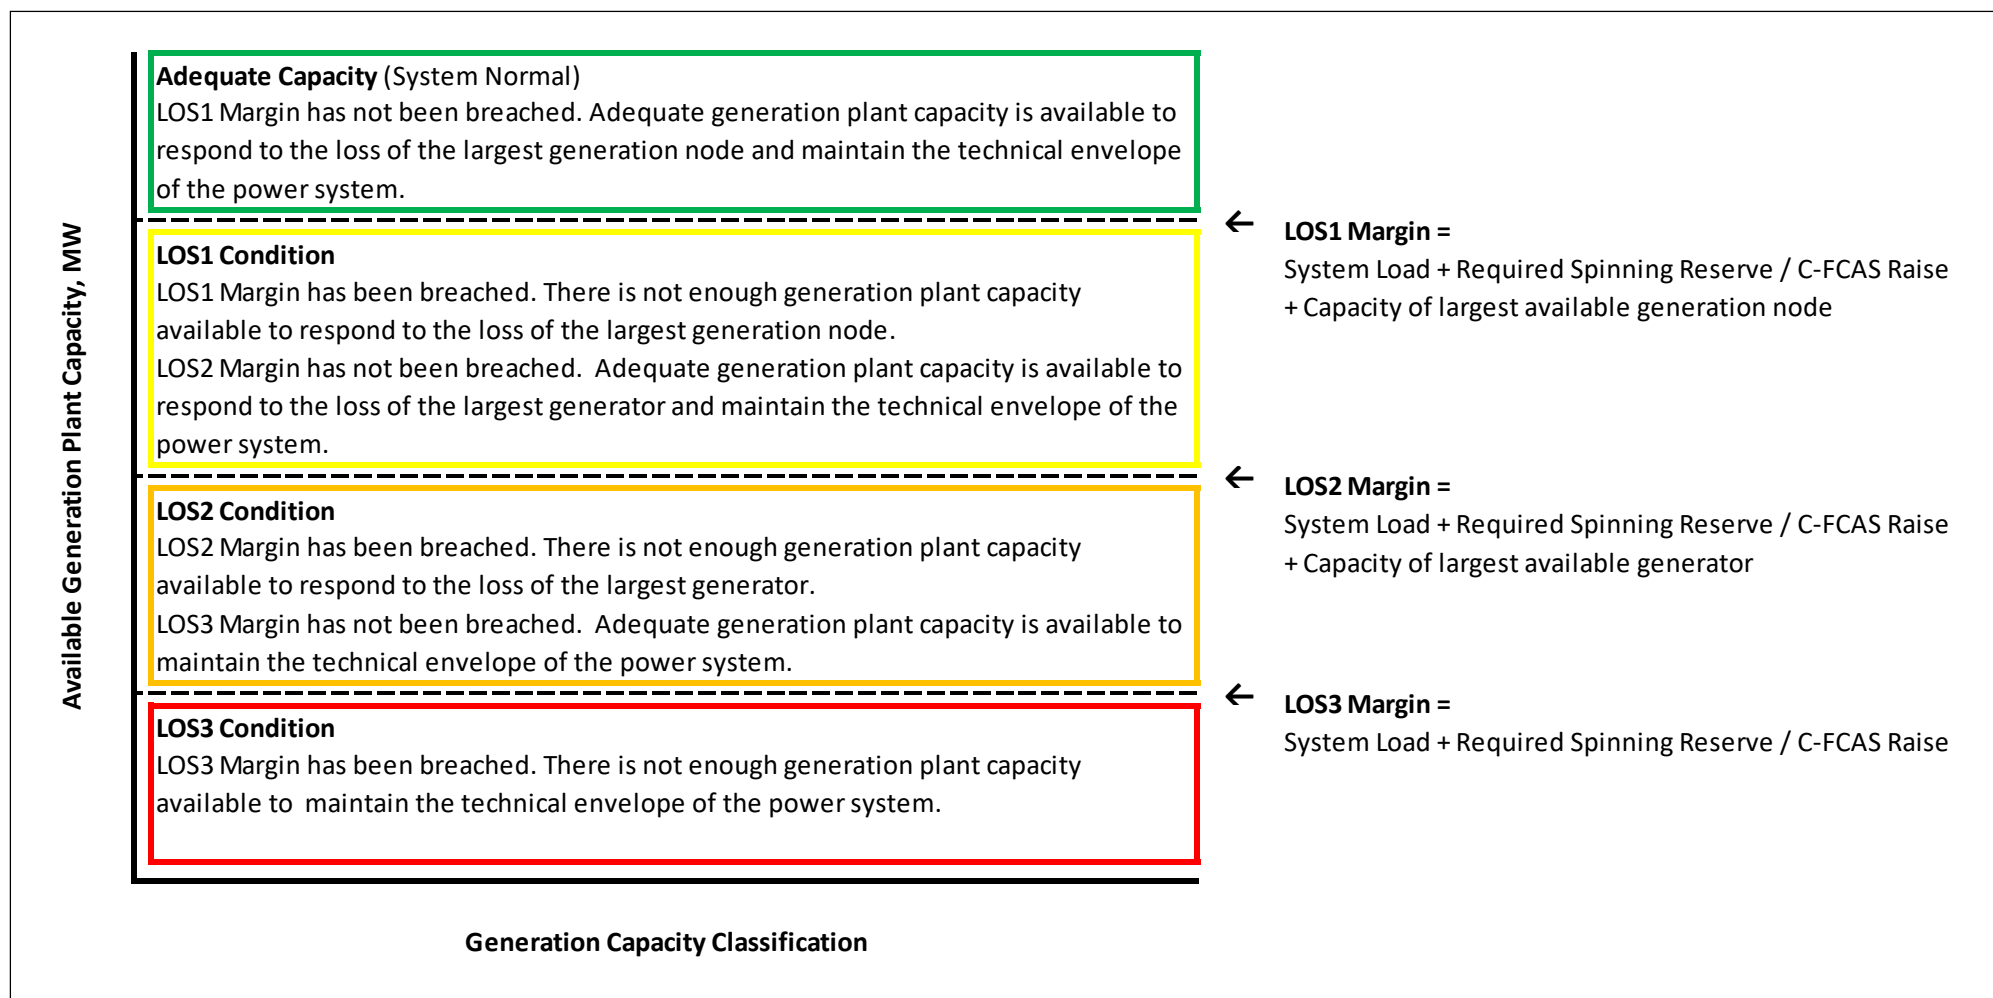 Available Generation Plant Capacity, MW
Adequate Capacity (System Normal)
LOS1 Margin has not been breached. Adequate generation plant capacity is available to
respond to the loss of the largest generation node and maintain the technical envelope
of the power system.
LOS1 Condition
LOS1 Margin has been breached. There is not enough generation plant capacity
available to respond to the loss of the largest generation node.
LOS2 Margin has not been breached.  Adequate generation plant capacity is available to
respond to the loss of the largest generator and maintain the technical envelope of the
power system.
LOS2 Condition
LOS2 Margin has been breached. There is not enough generation plant capacity
available to respond to the loss of the largest generator.
LOS3 Margin has not been breached.  Adequate generation plant capacity is available to
maintain the technical envelope of the power system.
LOS3 Condition
LOS3 Margin has been breached. There is not enough generation plant capacity
available to  maintain the technical envelope of the power system.
← LOS1 Margin =
System Load + Required Spinning Reserve / C-FCAS Raise
+ Capacity of largest available generation node
← LOS2 Margin =
System Load + Required Spinning Reserve / C-FCAS Raise
+ Capacity of largest available generator
← LOS3 Margin =
System Load + Required Spinning Reserve / C-FCAS Raise
Generation Capacity Classification